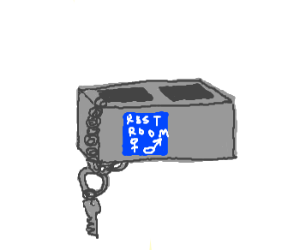 REST
ROOM
♀ ♂